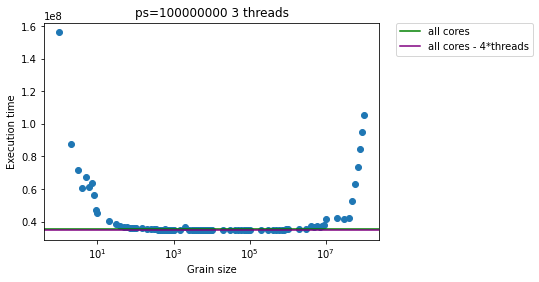 ps=100000000 3 threads
1e8
1.6
1.4
1.2
1.0
0.8
0.6
0.4
Execution time
10^1
10^3
10^5
10^7
Grain size
all cores
all cores - 4*threads